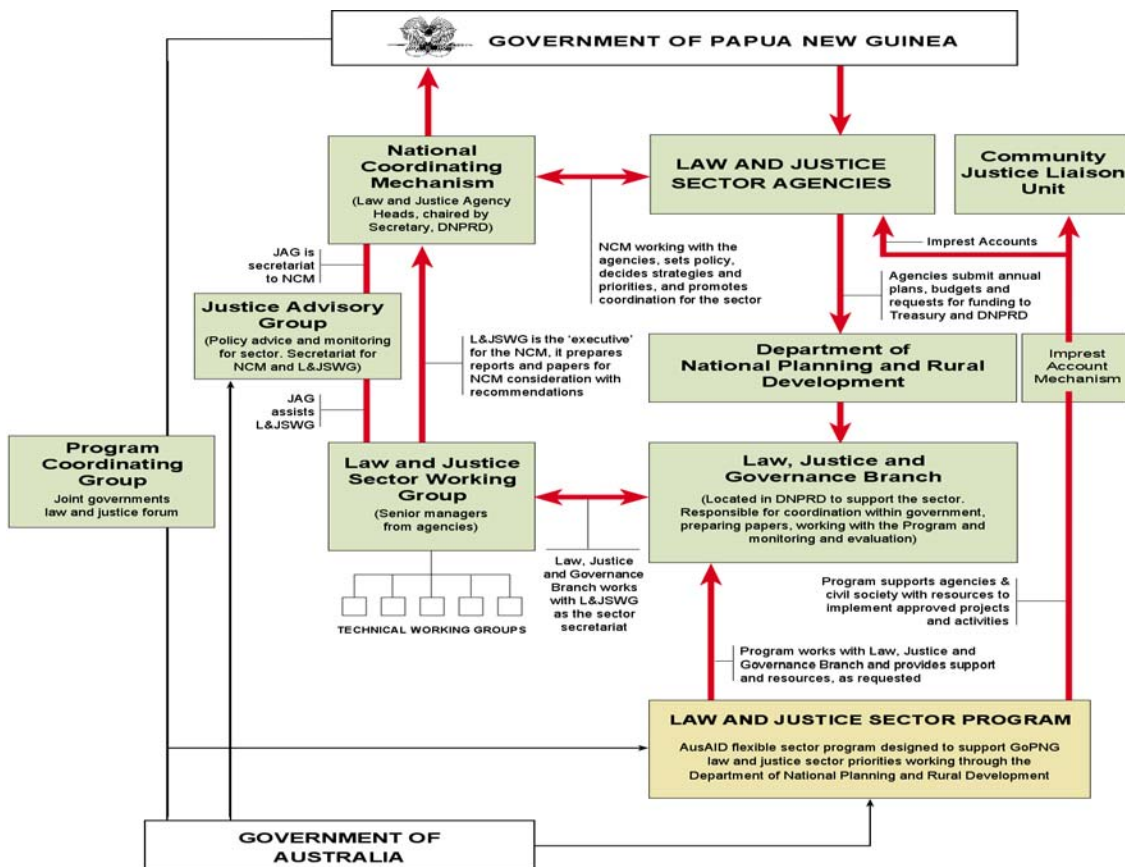 GOVERNMENT OF PAPUA NEW GUINEA
National
Coordinating
Mechanism
(Law and Justice Agency
Heads, chaired by
Secretary, DNPRD)
LAW AND JUSTICE
SECTOR AGENCIES
Community
Justice Liaison
Unit
JAG is
secretariat
to NCM
NCM working with the
agencies, sets policy,
decides strategies and
priorities, and promotes
coordination for the sector
Imprest Accounts
Agencies submit annual
plans, budgets and
requests for funding to
Treasury and DNPRD
Justice Advisory
Group
(Policy advice and monitoring
for sector. Secretariat for
NCM and L&JSWG)
L&JSWG is the ‘executive’
for the NCM, it prepares
reports and papers for
NCM consideration with
recommendations
Department of
National Planning and Rural
Development
Imprest
Account
Mechanism
JAG
assists
L&JSWG
Program
Coordinating
Group
Joint governments
law and justice forum
Law and Justice
Sector Working
Group
(Senior managers
from agencies)
Law, Justice and
Governance Branch
(Located in DNPRD to support the sector.
Responsible for coordination within government,
preparing papers, working with the Program and
monitoring and evaluation)
TECHNICAL WORKING GROUPS
Law, Justice
and Governance
Branch works
with L&JSWG
as the sector
secretariat
Program supports agencies &
civil society with resources to
implement approved projects
and activities
Program works with Law, Justice and
Governance Branch and provides support
and resources, as requested
LAW AND JUSTICE SECTOR PROGRAM
AusAID flexible sector program designed to support GoPNG
law and justice sector priorities working through the
Department of National Planning and Rural Development
GOVERNMENT OF
AUSTRALIA